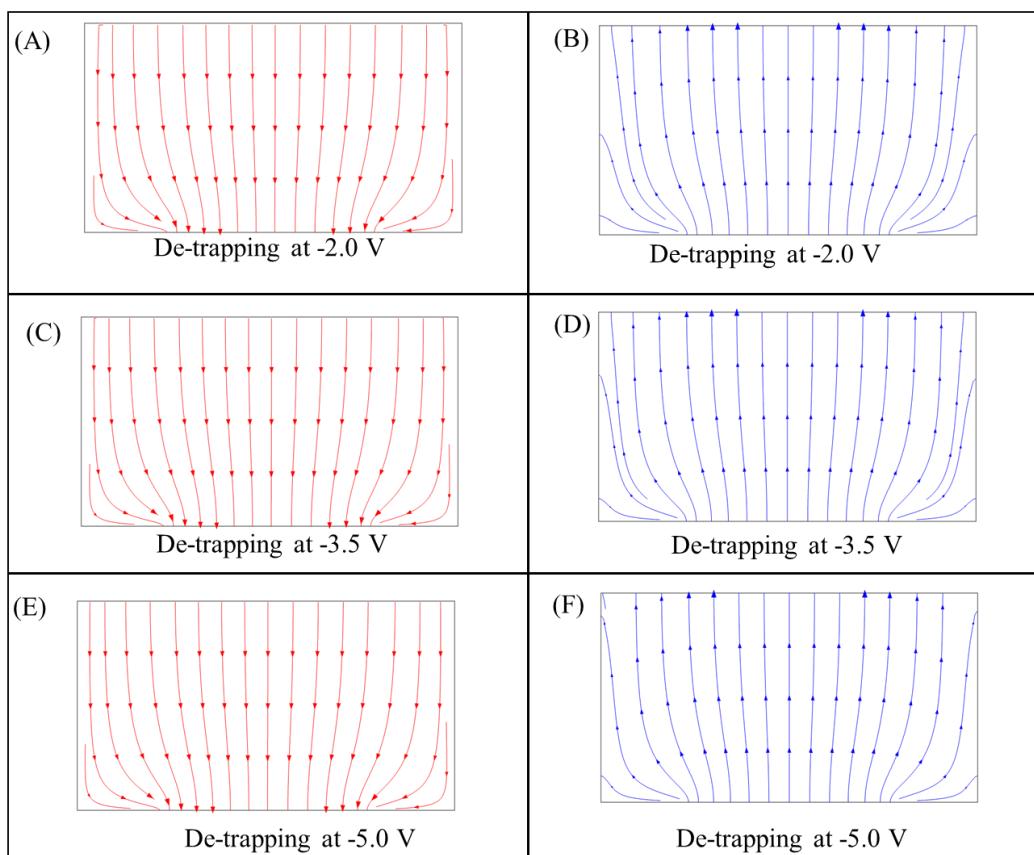 (A)
De-trapping at -2.0 V
(B)
De-trapping at -2.0 V
(C)
De-trapping at -3.5 V
(D)
De-trapping at -3.5 V
(E)
De-trapping at -5.0 V
(F)
De-trapping at -5.0 V